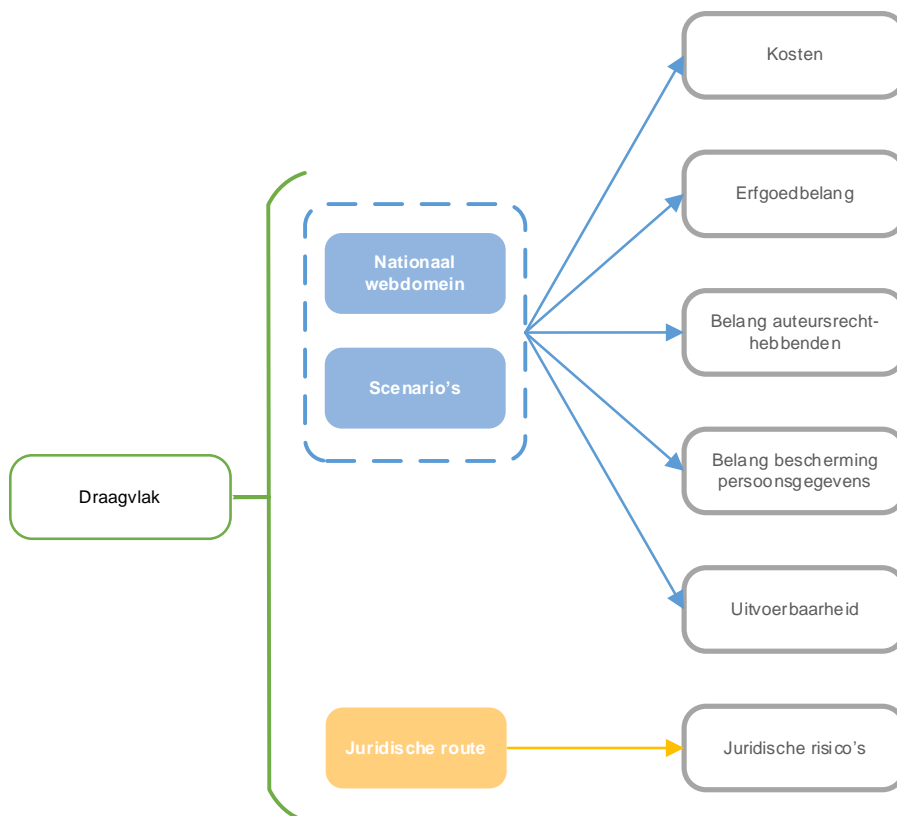 Draagvlak
Nationaal
webdomein
Scenario's
Juridische route
Kosten
Erfgoedbelang
Belang auteursrecht-
hebbenden
Belang bescherming
persoonsgegevens
Uitvoerbaarheid
Juridische risico's